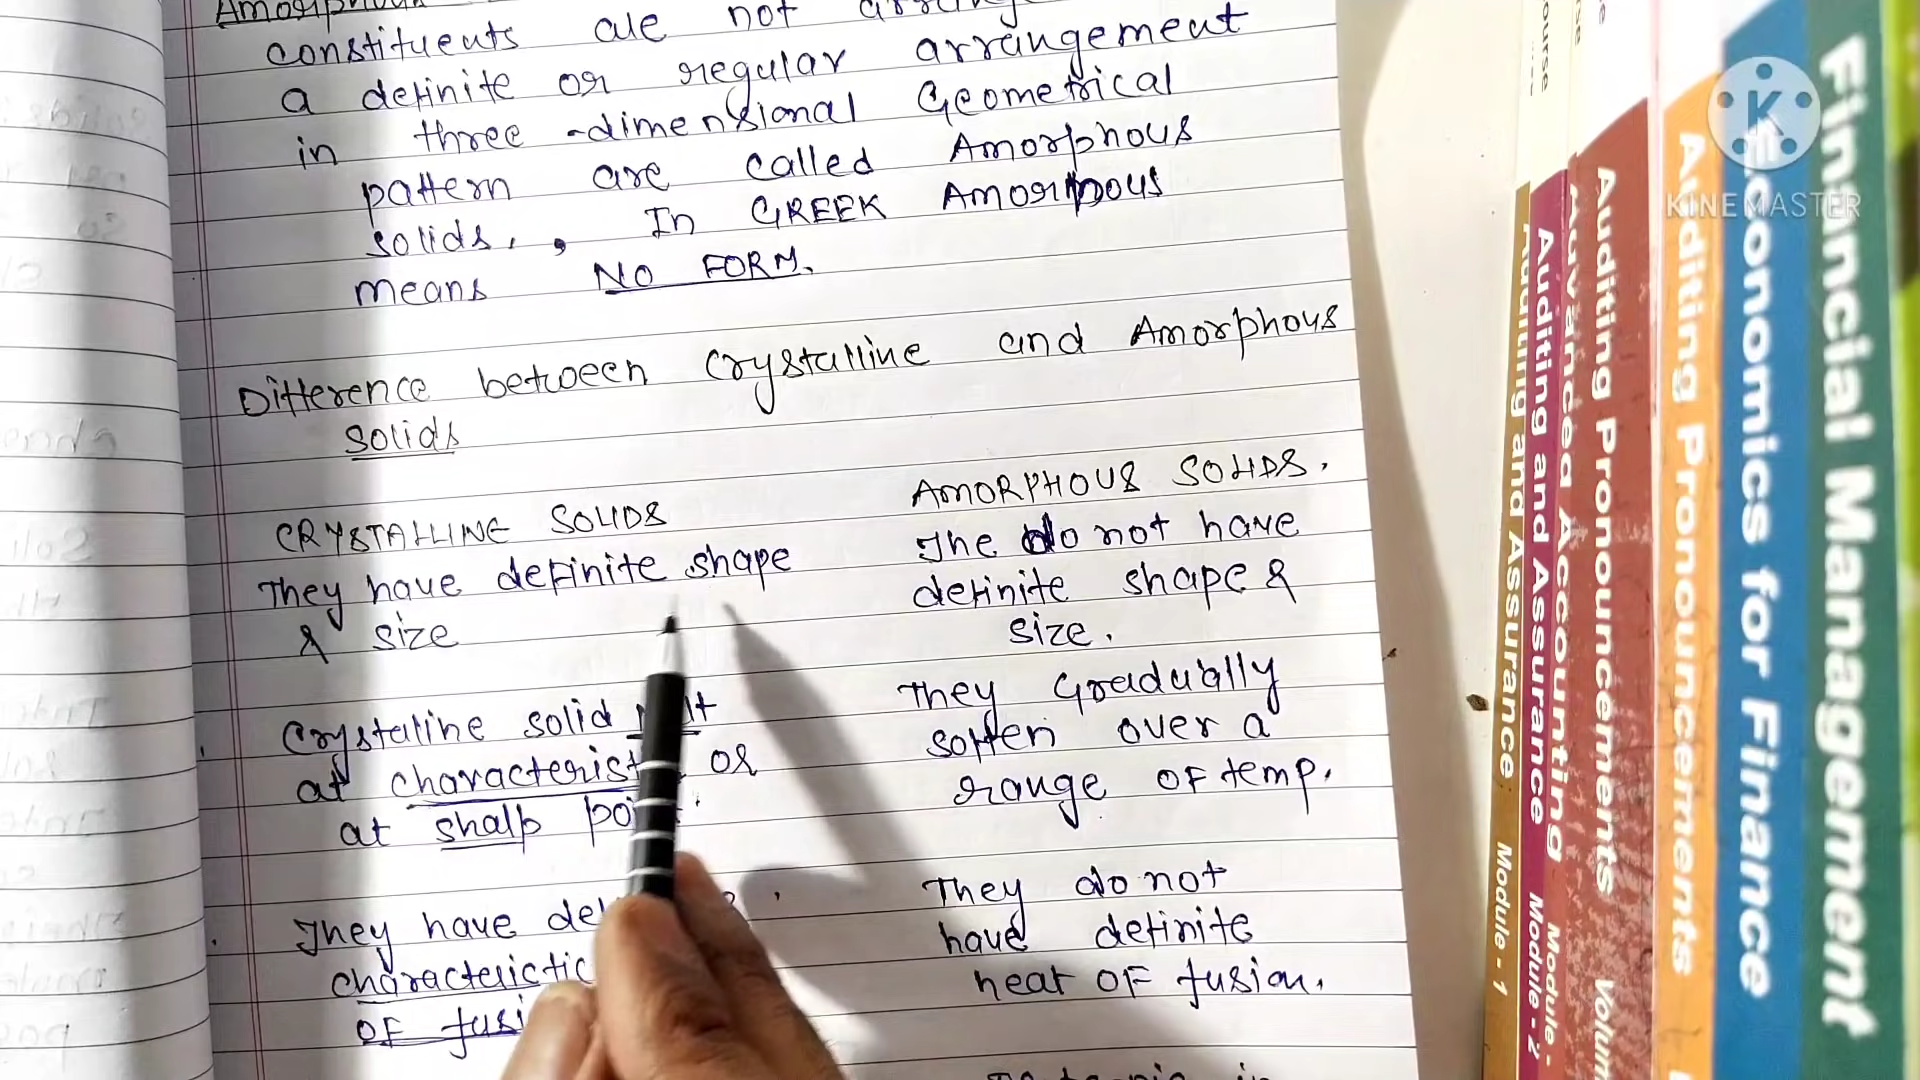 Amorphous
constituents are not
a definite or regular arrangement
in three-dimensional Geometrical
pattern are called Amorphous
solids, , In GREEK Amorphous
means NO FORM.
Difference between Crystalline and Amorphous
solids
CRYSTALLINE SOLIDS
They have definite shape
& size
Crystalline solid
at or
at sharp
They have
characterictic
OF
AMORPHOUS SOLIDS.
The do not have
definite shape &
size.
They Gradually
soften over a
range OF temp.
They do not
have definite
heat OF fusion.
Auditing and Assurance Module - 1
Auditing and Assurance Module - 2
Advanced Accounting Module -
Auditing Pronouncements
Auditing Pronouncements
Economics for Finance
Financial Management
K
KINEMASTER